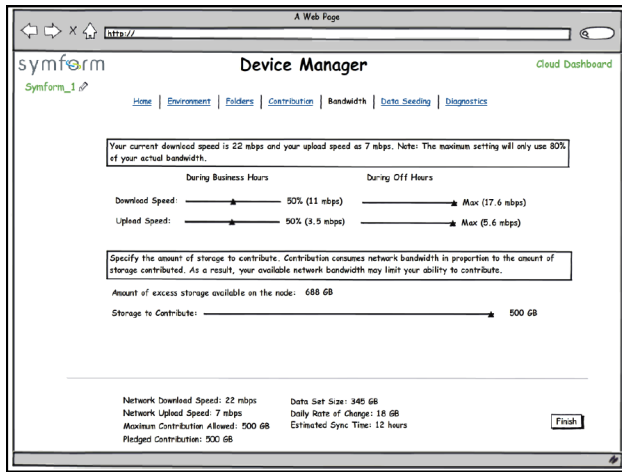 A Web Page
http://
symform
Device Manager
Cloud Dashboard
Symform_1
Home | Environment | Folders | Contribution | Bandwidth | Data Seeding | Diagnostics
Your current download speed is 22 mbps and your upload speed as 7 mbps. Note: The maximum setting will only use 80%
of your actual bandwidth.
During Business Hours During Off Hours
Download Speed: 50% (11 mbps) Max (17.6 mbps)
Upload Speed: 50% (3.5 mbps) Max (5.6 mbps)
Specify the amount of storage to contribute. Contribution consumes network bandwidth in proportion to the amount of
storage contributed. As a result, your available network bandwidth may limit your ability to contribute.
Amount of excess storage available on the node: 688 GB
Storage to Contribute: 500 GB
Network Download Speed: 22 mbps Data Set Size: 345 GB
Network Upload Speed: 7 mbps Daily Rate of Change: 18 GB
Maximum Contribution Allowed: 500 GB Estimated Sync Time: 12 hours
Pledged Contribution: 500 GB
Finish